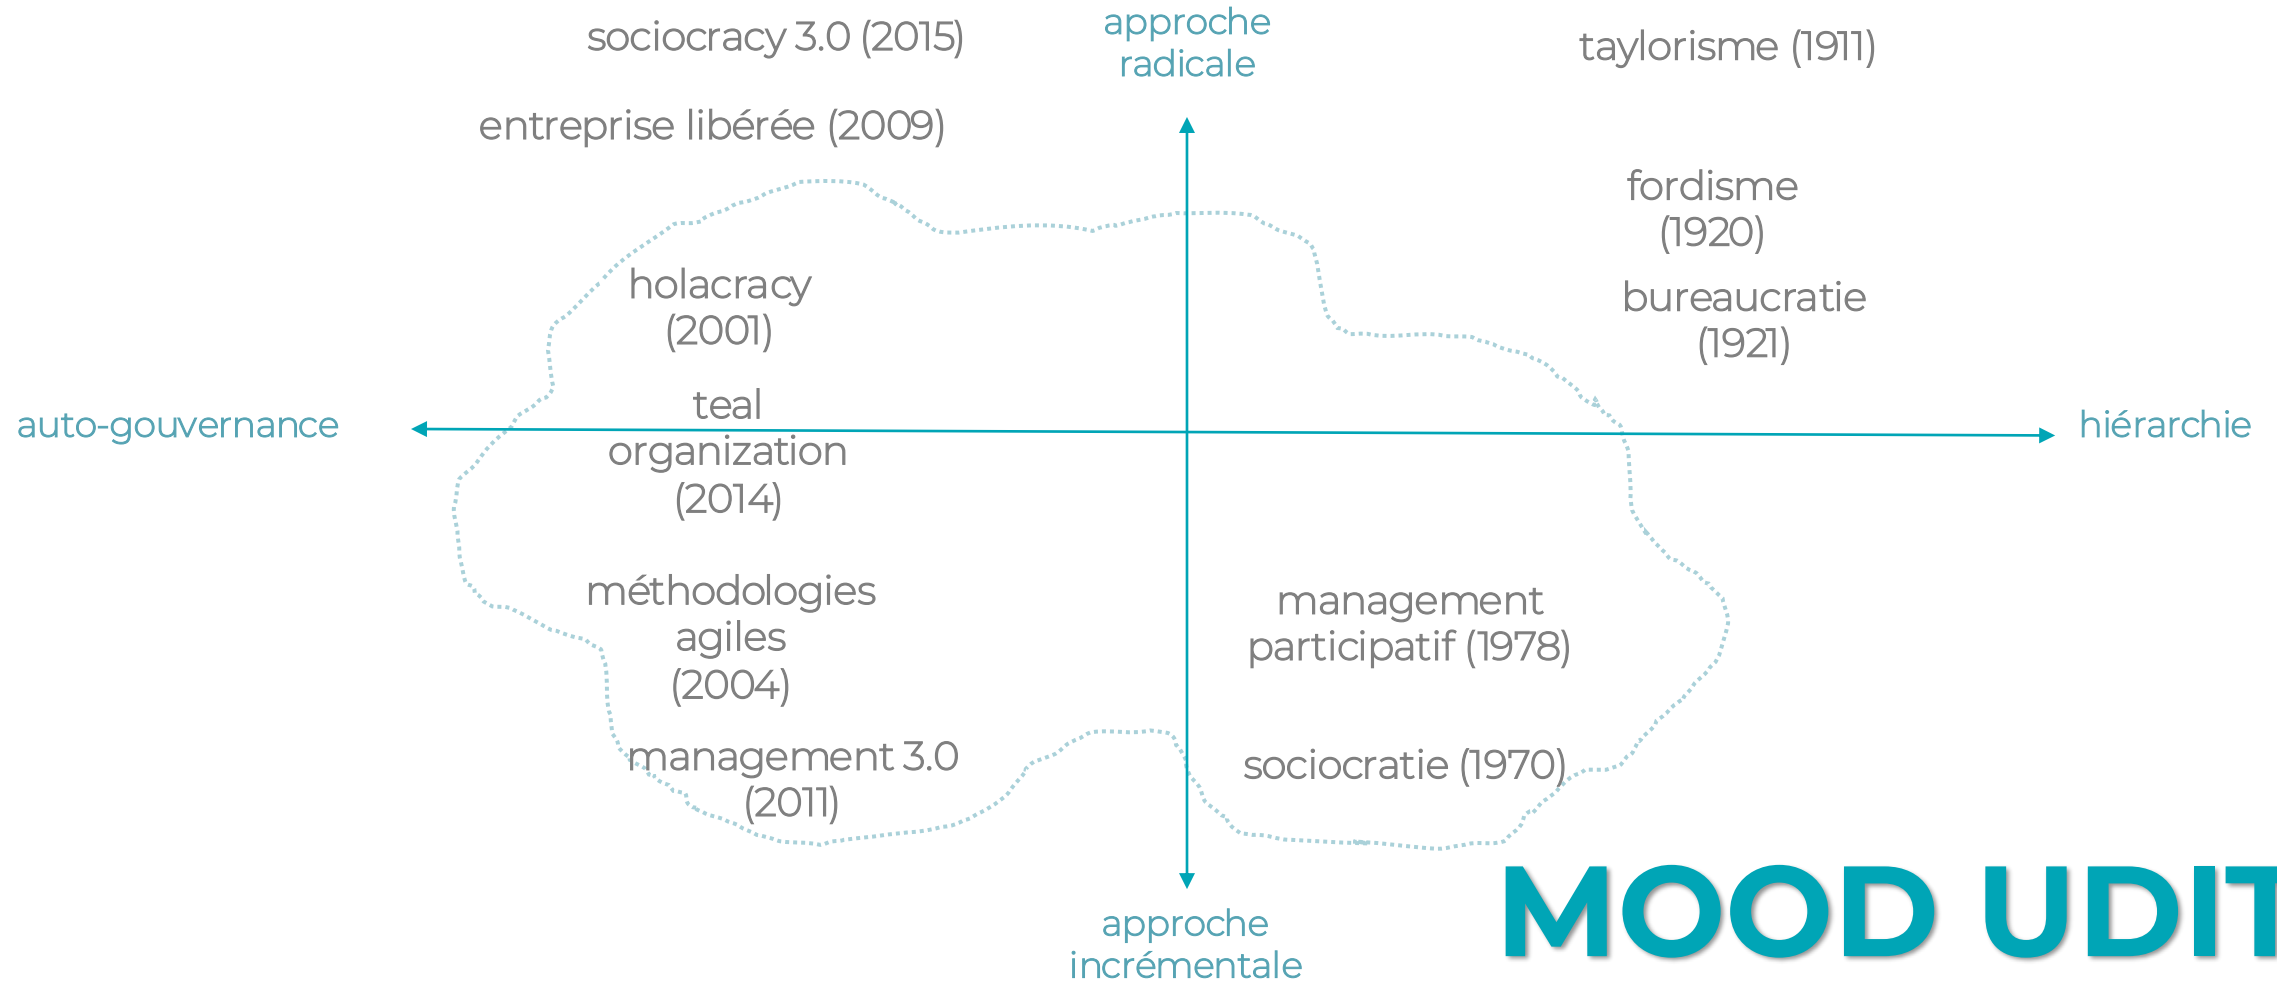 sociocracy 3.0 (2015)
approche
radicale
taylorisme (1911)
entreprise libérée (2009)
fordisme
(1920)
holacracy
(2001)
bureaucratie
(1921)
auto-gouvernance
teal
organization
(2014)
hiérarchie
méthodologies
agiles
(2004)
management
participatif (1978)
management 3.0
(2011)
sociocratie (1970)
approche
incrémentale
MOOD UDIT